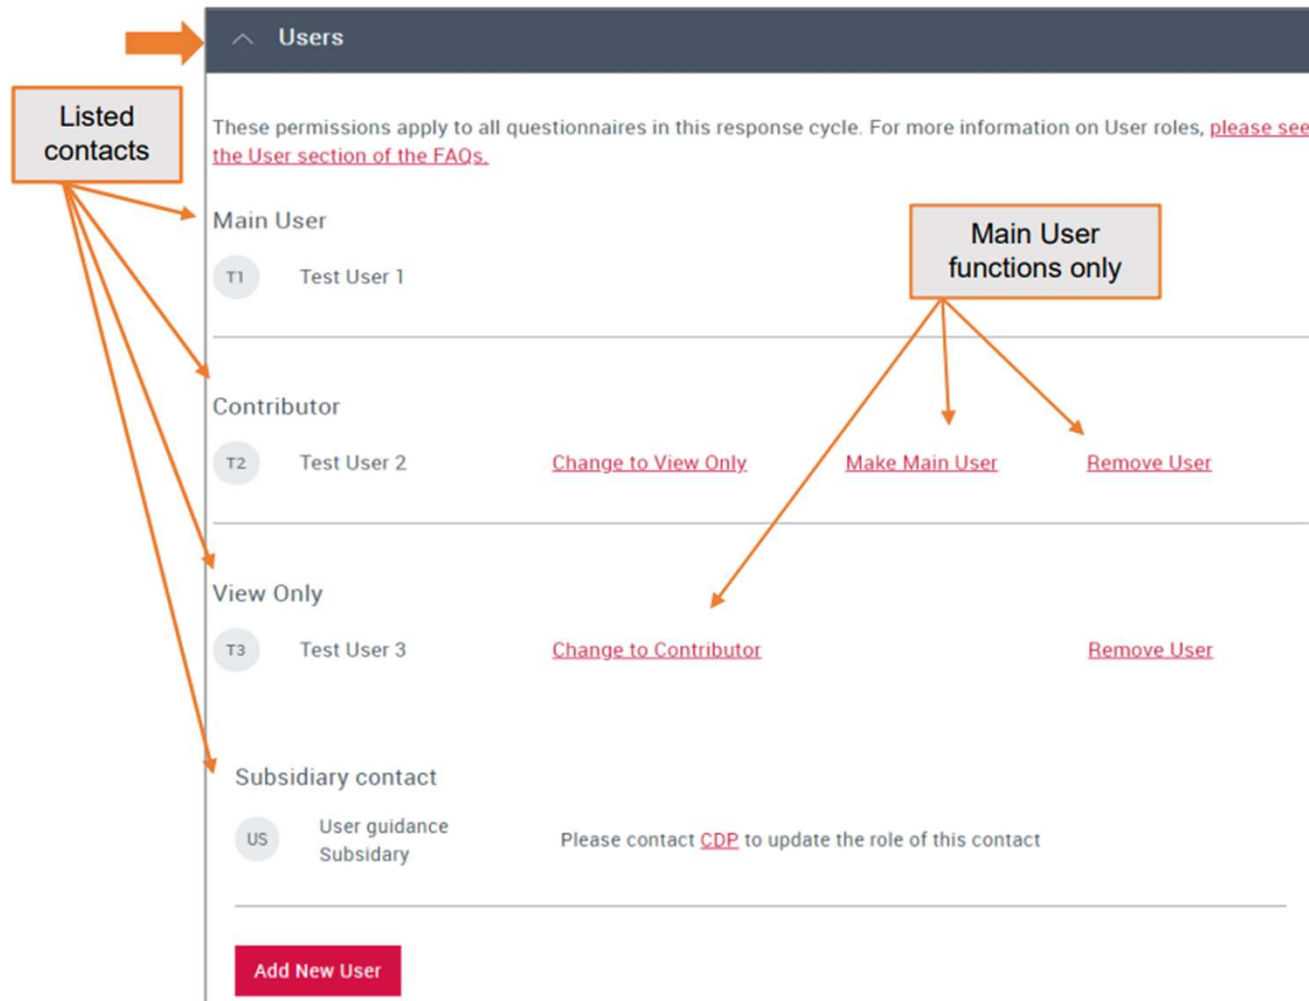 Users
Listed
contacts
These permissions apply to all questionnaires in this response cycle. For more information on User roles, please see
the User section of the FAQs.
Main User
T1 Test User 1
Main User
functions only
Contributor
T2 Test User 2 Change to View Only Make Main User Remove User
View Only
T3 Test User 3 Change to Contributor Remove User
Subsidiary contact
US User guidance
Subsidary
Please contact CDP to update the role of this contact
Add New User